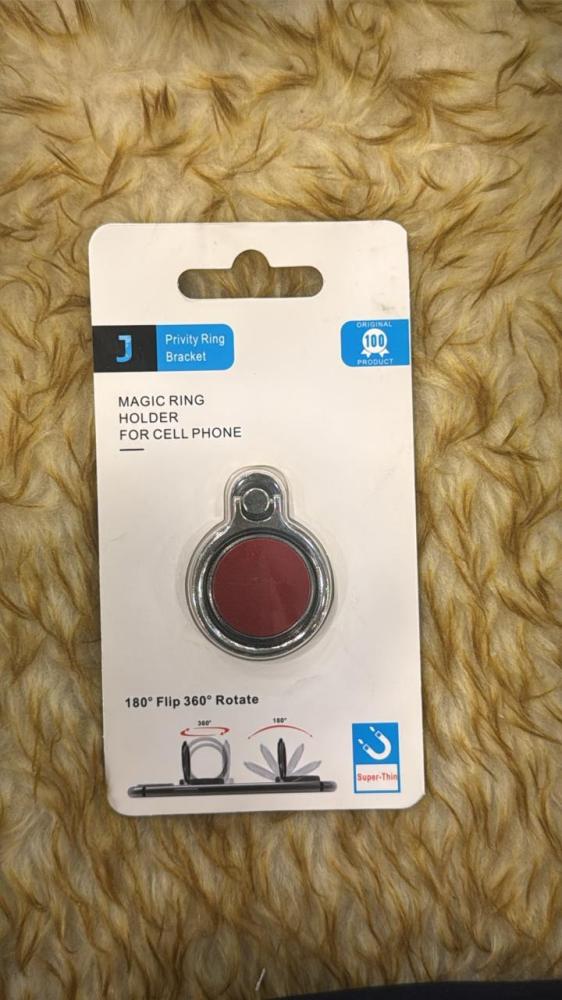 J
Privity Ring
Bracket
ORIGINAL
100
PRODUCT
MAGIC RING
HOLDER
FOR CELL PHONE
180° Flip 360° Rotate
360°
180°
Super-Thin